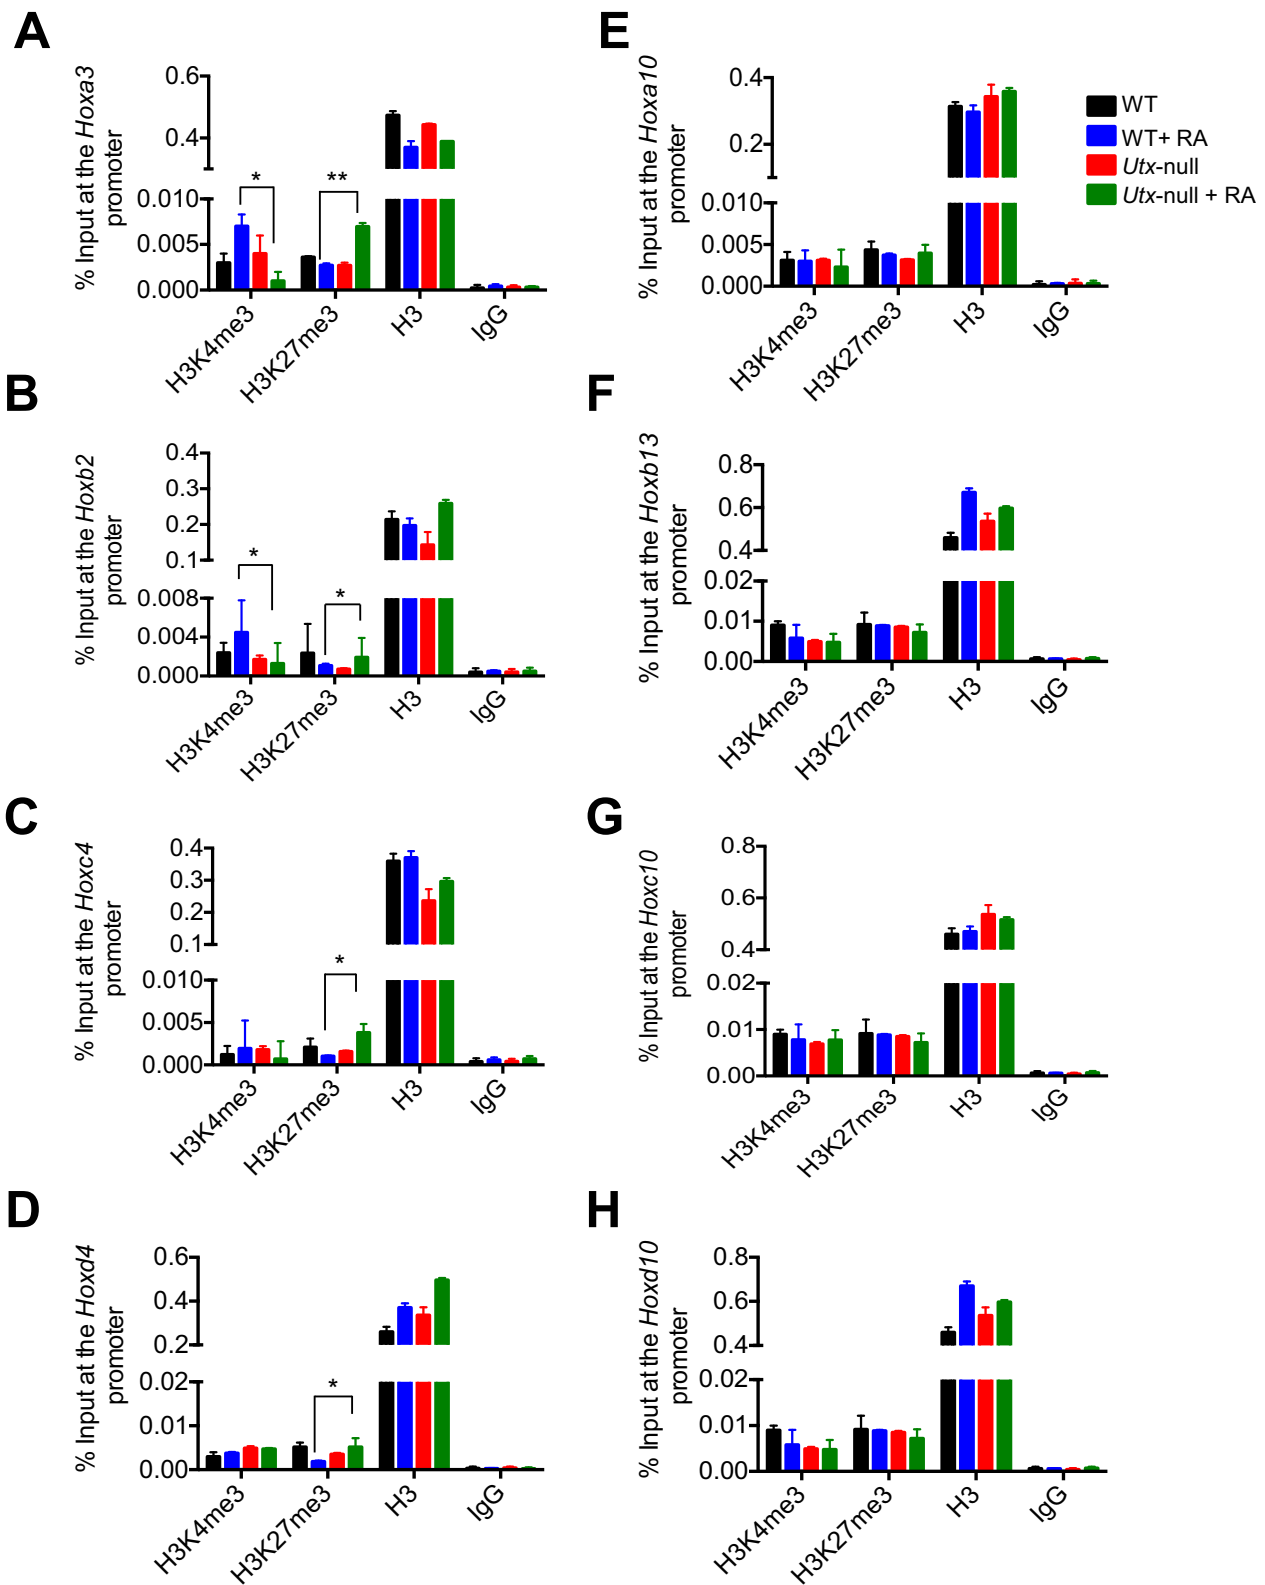 A
% Input at the Hoxa3
promoter
0.6
0.4
0.010
0.005
0.000
*
**
H3K4me3
H3K27me3
H3
IgG
E
% Input at the Hoxa10
promoter
0.4
0.2
0.010
0.005
0.000
H3K4me3
H3K27me3
H3
IgG
WT
WT+ RA
Utx-null
Utx-null + RA
B
% Input at the Hoxb2
promoter
0.4
0.3
0.2
0.1
0.008
0.004
0.000
*
*
H3K4me3
H3K27me3
H3
IgG
F
% Input at the Hoxb13
promoter
0.8
0.6
0.4
0.02
0.01
0.00
H3K4me3
H3K27me3
H3
IgG
C
% Input at the Hoxc4
promoter
0.4
0.3
0.2
0.1
0.010
0.005
0.000
*
H3K4me3
H3K27me3
H3
IgG
G
% Input at the Hoxc10
promoter
0.8
0.6
0.4
0.02
0.01
0.00
H3K4me3
H3K27me3
H3
IgG
D
% Input at the Hoxd4
promoter
0.6
0.4
0.2
0.02
0.01
0.00
*
H3K4me3
H3K27me3
H3
IgG
H
% Input at the Hoxd10
promoter
0.8
0.6
0.4
0.02
0.01
0.00
H3K4me3
H3K27me3
H3
IgG